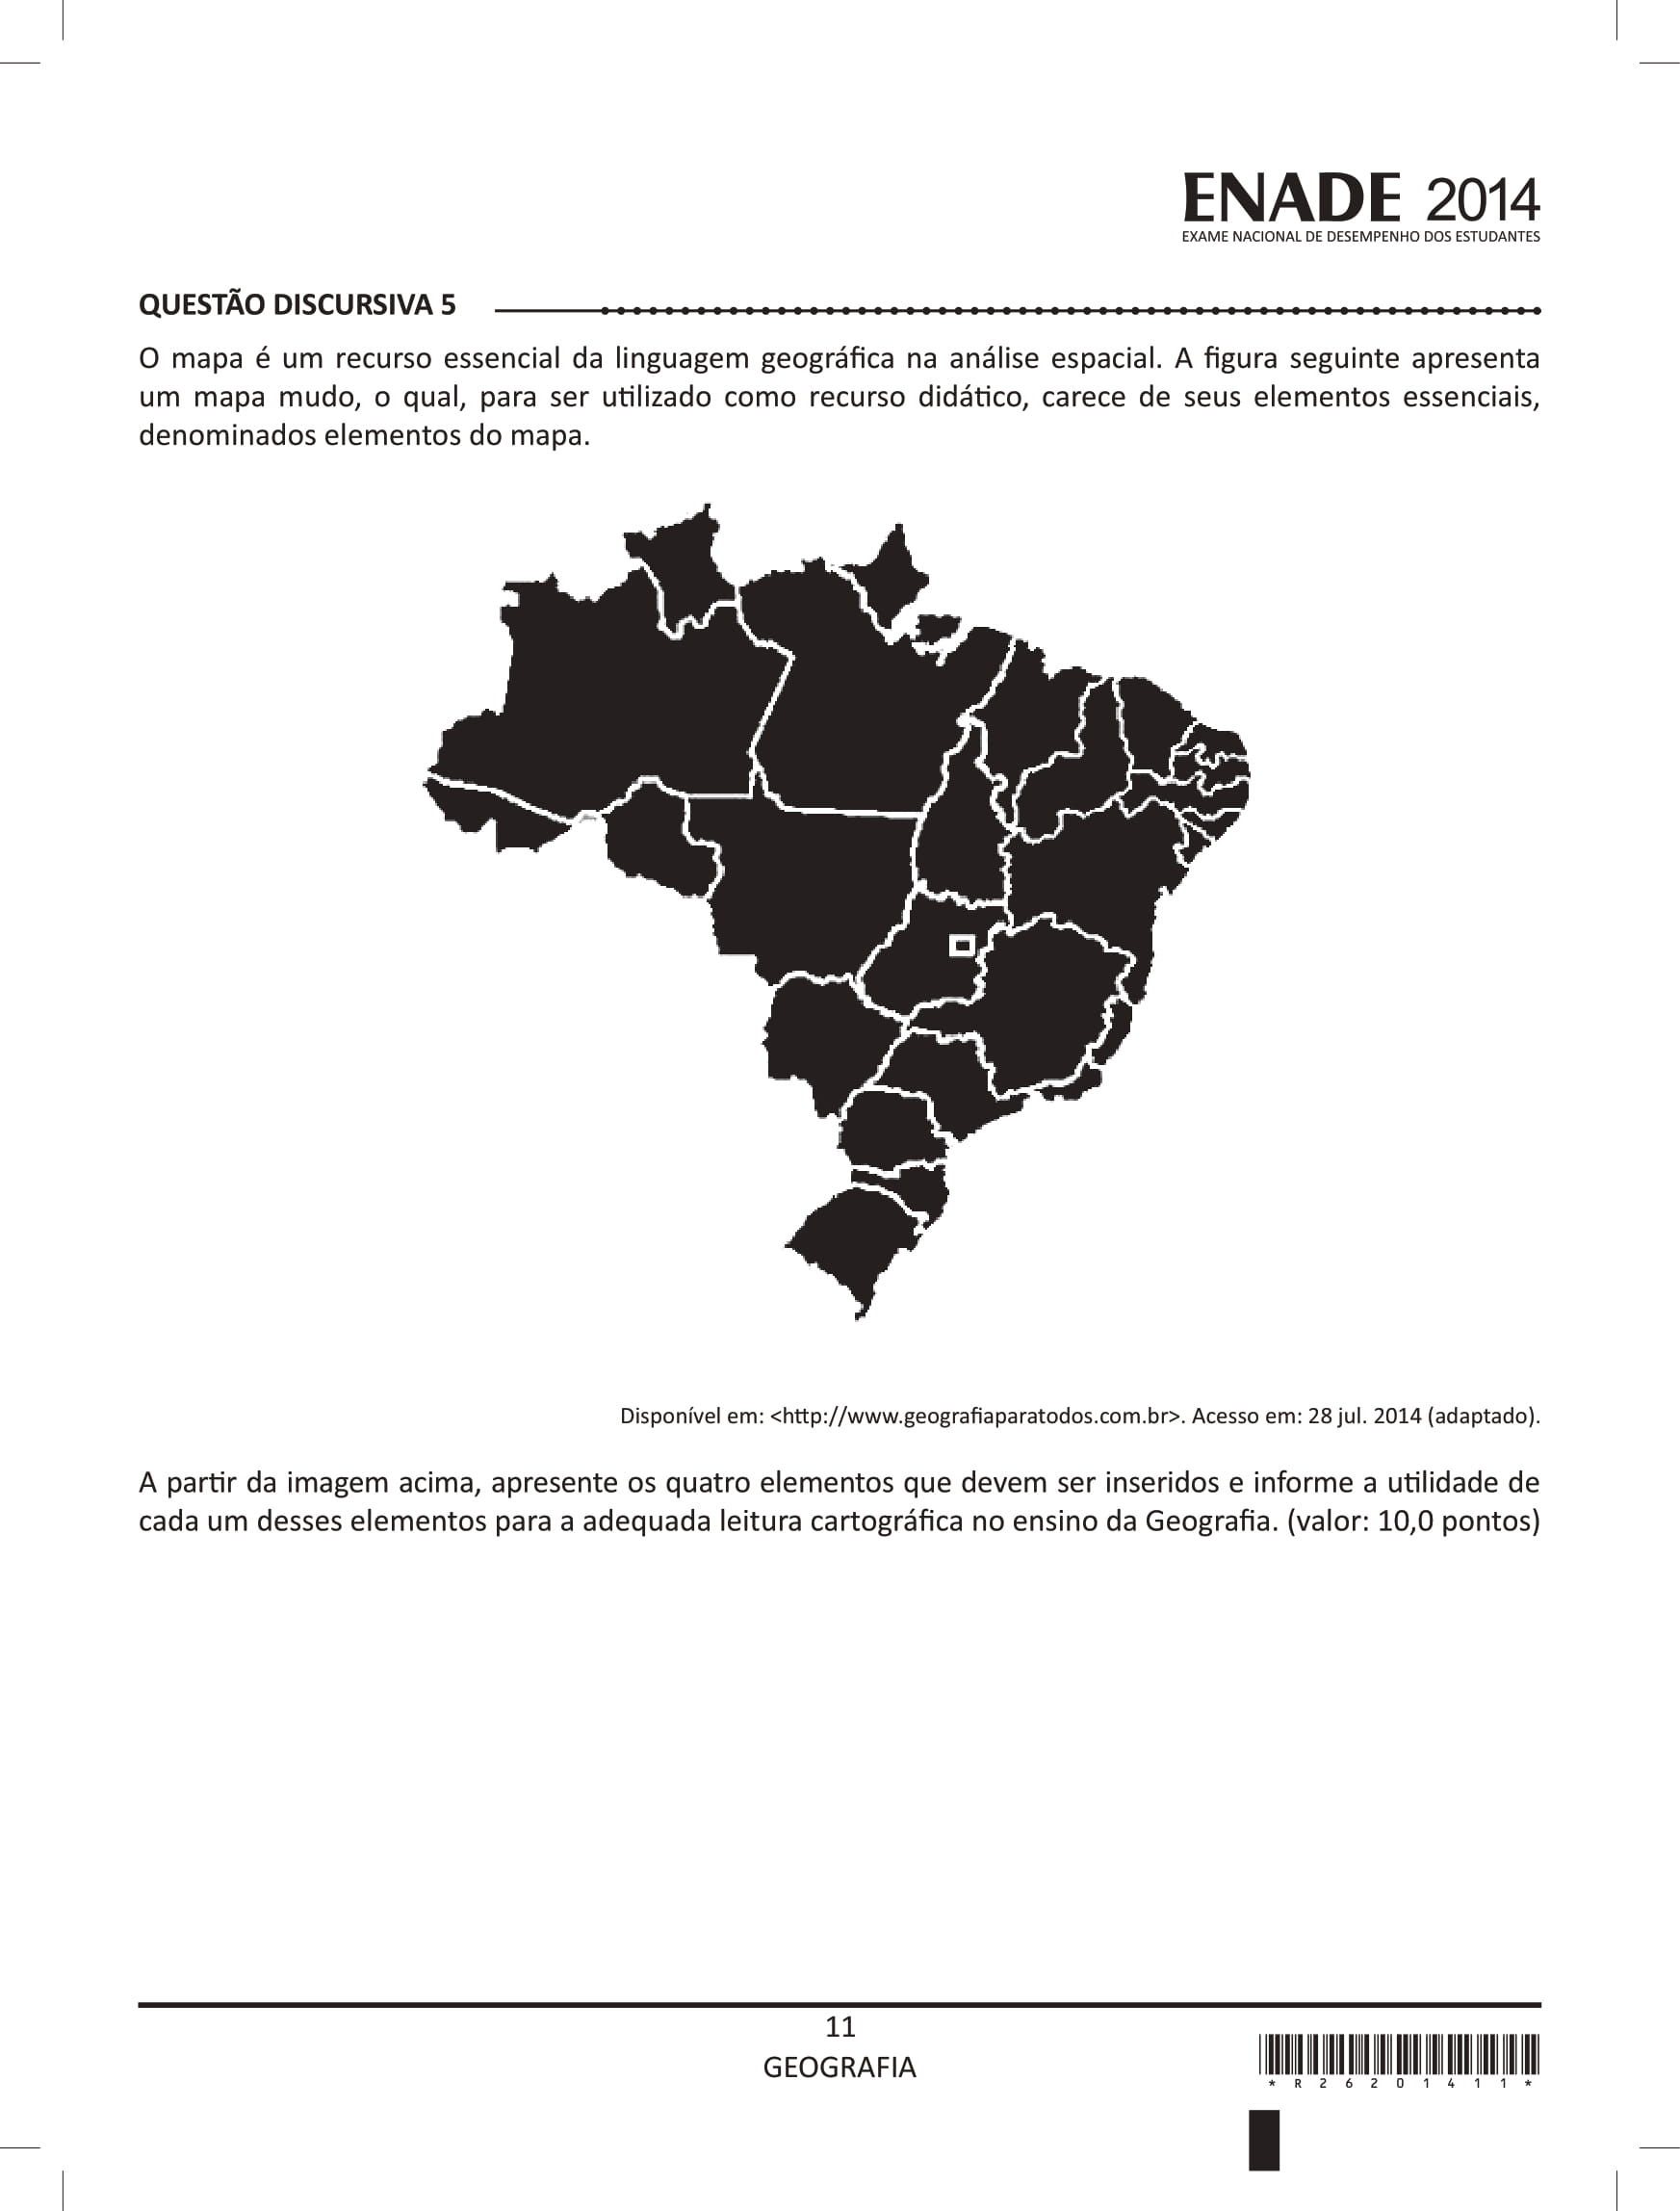 ENADE 2014
EXAME NACIONAL DE DESEMPENHO DOS ESTUDANTES
QUESTÃO DISCURSIVA 5
O mapa é um recurso essencial da linguagem geográfica na análise espacial. A figura seguinte apresenta
um mapa mudo, o qual, para ser utilizado como recurso didático, carece de seus elementos essenciais,
denominados elementos do mapa.
Disponível em: <http://www.geografiaparatodos.com.br>. Acesso em: 28 jul. 2014 (adaptado).
A partir da imagem acima, apresente os quatro elementos que devem ser inseridos e informe a utilidade de
cada um desses elementos para a adequada leitura cartográfica no ensino da Geografia. (valor: 10,0 pontos)
11
GEOGRAFIA
* R 2 6 2 0 1 4 1 1 *